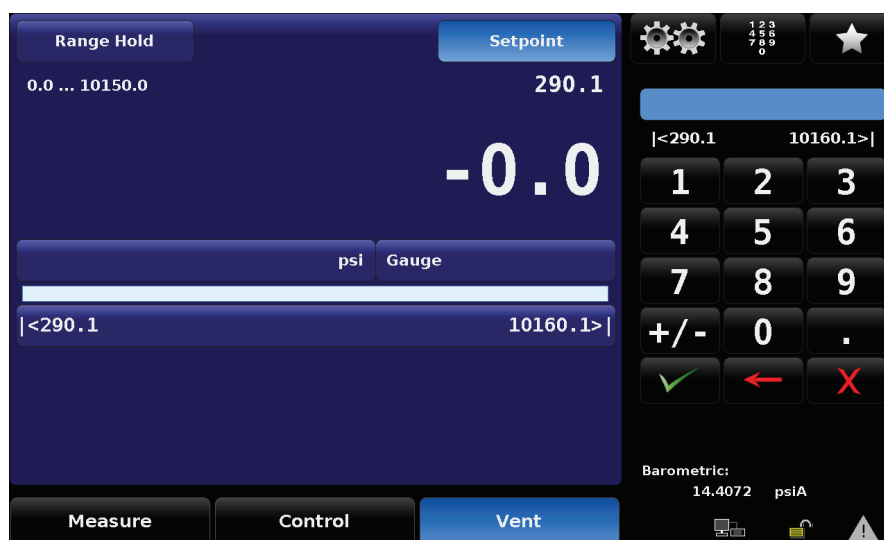 Range Hold
Setpoint
0.0 ... 10150.0
290.1
-0.0
psi
Gauge
|<290.1
10160.1>|
Measure
Control
Vent
1 2 3
4 5 6
7 8 9
0
|<290.1
10160.1>|
1 2 3
4 5 6
7 8 9
+/- 0 .
Barometric:
14.4072 psiA